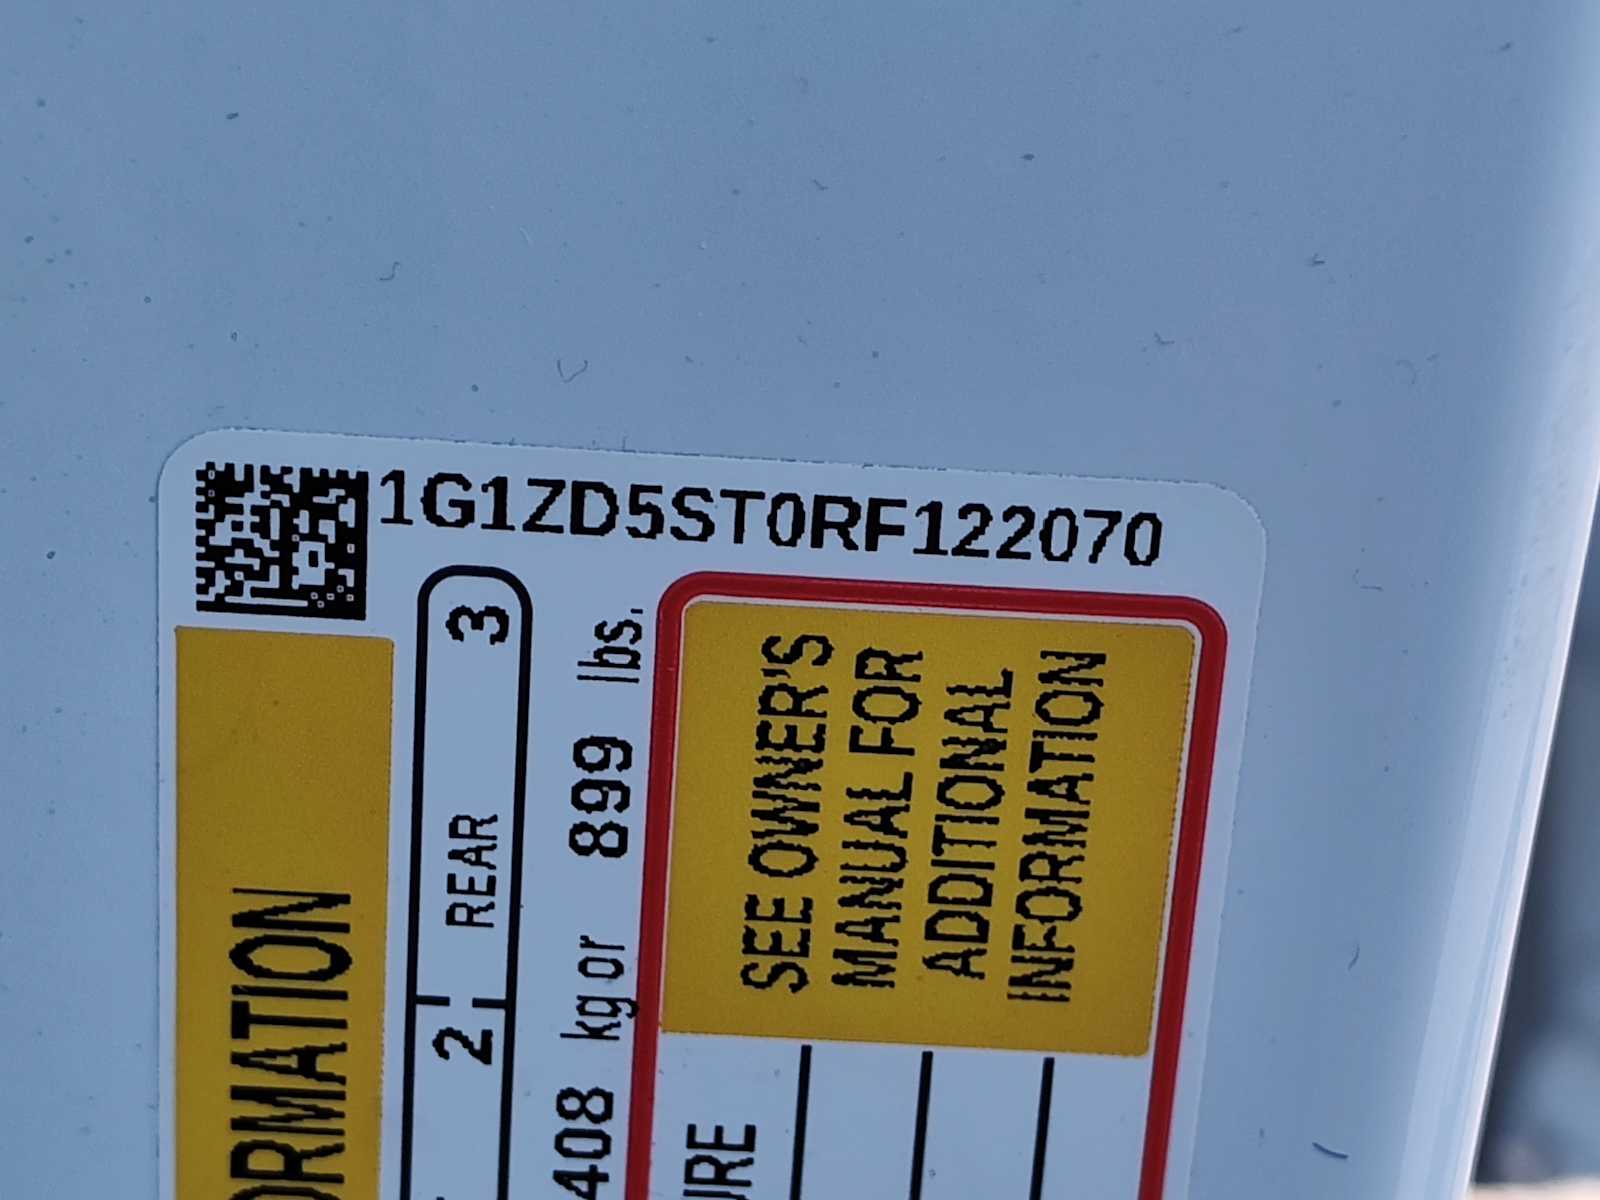 1G1ZD5ST0RF122070
ORMATION
2 REAR 3
408 kg or 899 lbs.
SEE OWNER'S
MANUAL FOR
ADDITIONAL
INFORMATION
URE